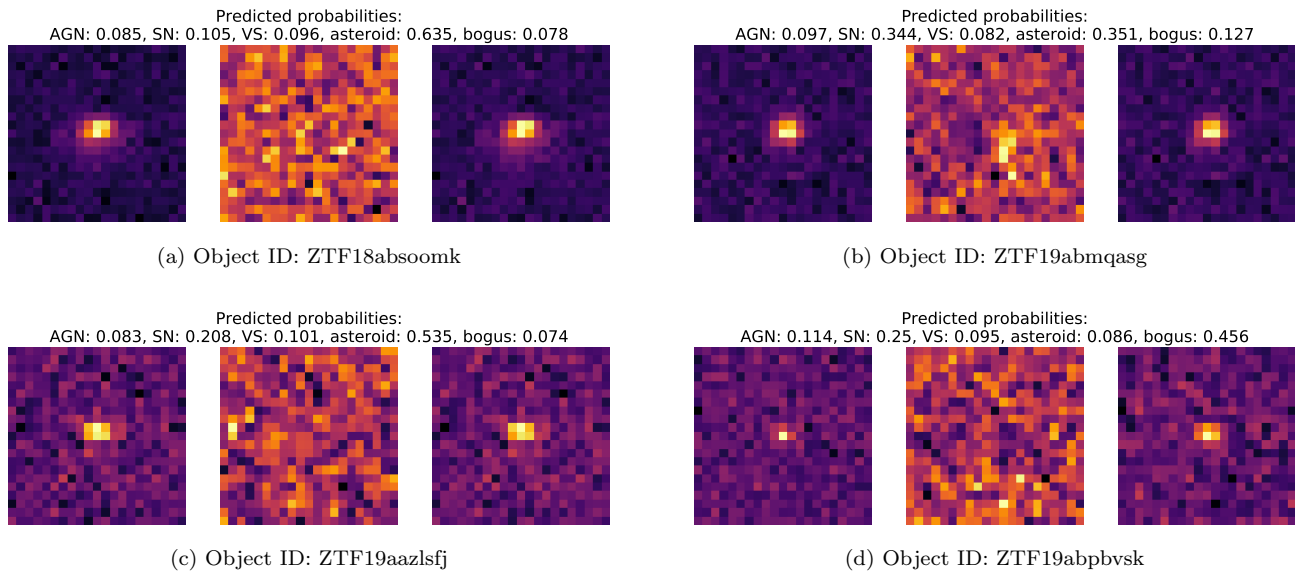 Predicted probabilities:
AGN: 0.085, SN: 0.105, VS: 0.096, asteroid: 0.635, bogus: 0.078
(a) Object ID: ZTF18absoomk
Predicted probabilities:
AGN: 0.097, SN: 0.344, VS: 0.082, asteroid: 0.351, bogus: 0.127
(b) Object ID: ZTF19abmqasg
Predicted probabilities:
AGN: 0.083, SN: 0.208, VS: 0.101, asteroid: 0.535, bogus: 0.074
(c) Object ID: ZTF19aazlsfj
Predicted probabilities:
AGN: 0.114, SN: 0.25, VS: 0.095, asteroid: 0.086, bogus: 0.456
(d) Object ID: ZTF19abpbvsk